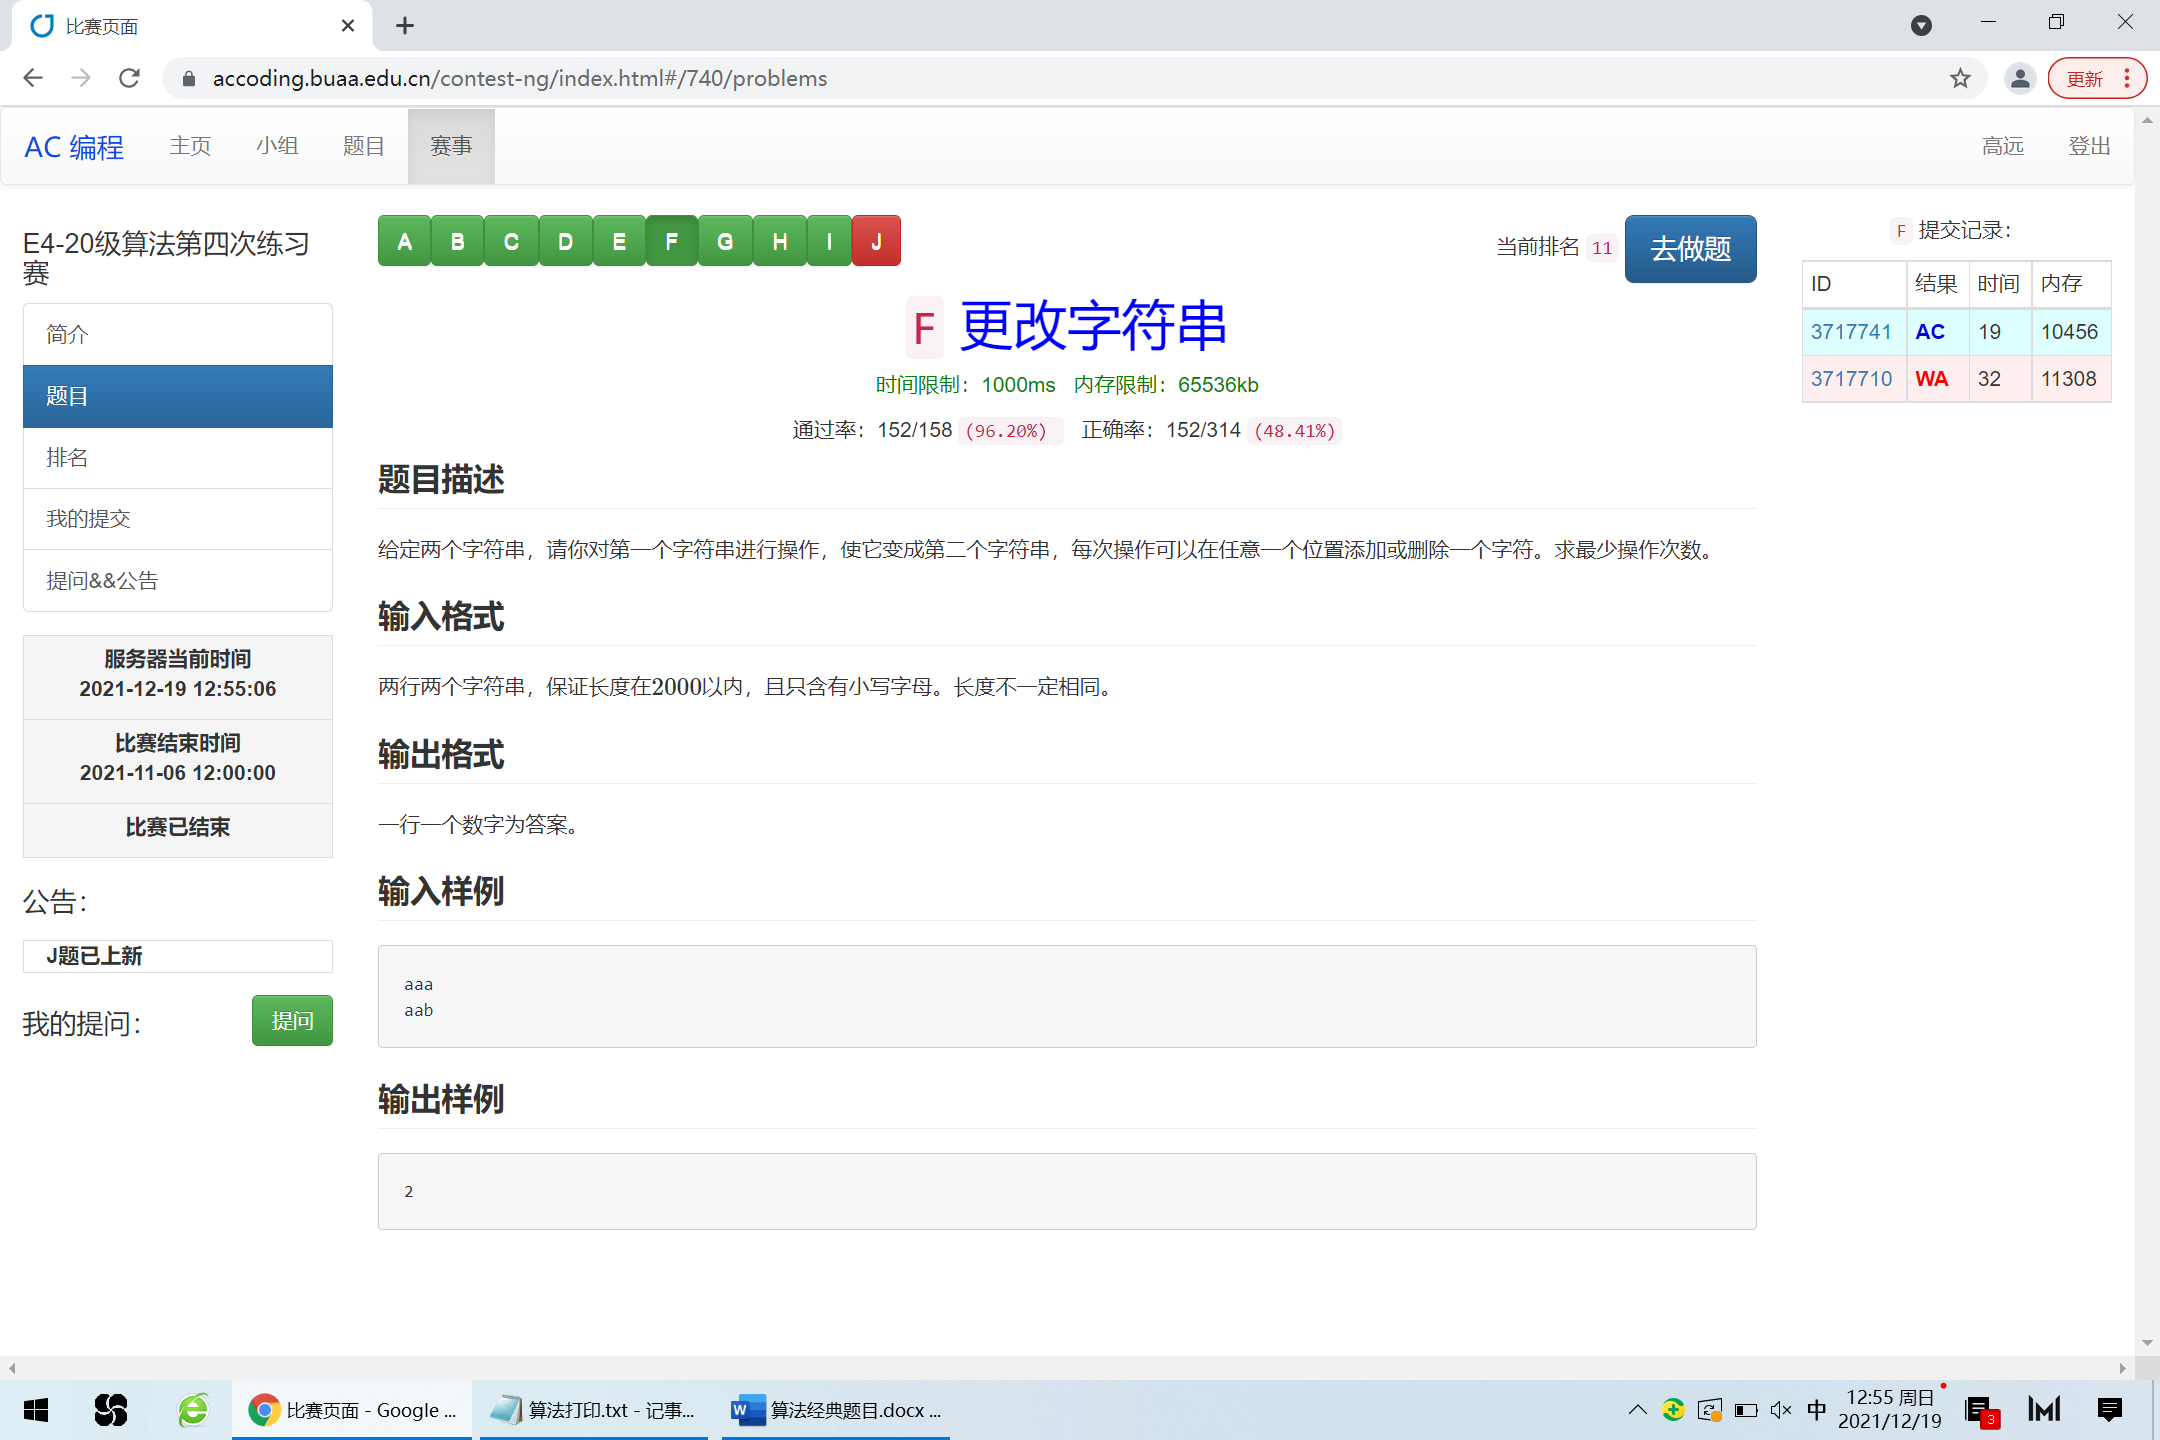 比赛页面
accoding.buaa.edu.cn/contest-ng/index.html#/740/problems
更新
AC 编程 主页 小组 题目 赛事 高远 登出
E4-20级算法第四次练习
赛
简介
题目
排名
我的提交
提问&&公告
服务器当前时间
2021-12-19 12:55:06
比赛结束时间
2021-11-06 12:00:00
比赛已结束
公告：
J题已上新
我的提问： 提问
A B C D E F G H I J
当前排名 11 去做题
F 更改字符串
时间限制：1000ms 内存限制：65536kb
通过率：152/158 (96.20%) 正确率：152/314 (48.41%)
题目描述
给定两个字符串，请你对第一个字符串进行操作，使它变成第二个字符串，每次操作可以在任意一个位置添加或删除一个字符。求最少操作次数。
输入格式
两行两个字符串，保证长度在2000以内，且只含有小写字母。长度不一定相同。
输出格式
一行一个数字为答案。
输入样例
aaa
aab
输出样例
2
F 提交记录：
ID 结果 时间 内存
3717741 AC 19 10456
3717710 WA 32 11308
比赛页面 - Google ...
算法打印.txt - 记事...
算法经典题目.docx ...
中
12:55 周日
2021/12/19
3